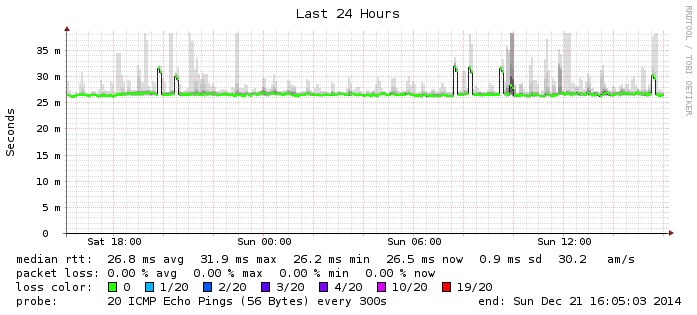 Last 24 Hours
RRDTOOL / TOBI OETIKER
Seconds
35 m
30 m
25 m
20 m
15 m
10 m
5 m
0
Sat 18:00 Sun 00:00 Sun 06:00 Sun 12:00
median rtt: 26.8 ms avg 31.9 ms max 26.2 ms min 26.5 ms now 0.9 ms sd 30.2 am/s
packet loss: 0.00 % avg 0.00 % max 0.00 % min 0.00 % now
loss color: 0 1/20 2/20 3/20 4/20 10/20 19/20
probe: 20 ICMP Echo Pings (56 Bytes) every 300s end: Sun Dec 21 16:05:03 2014